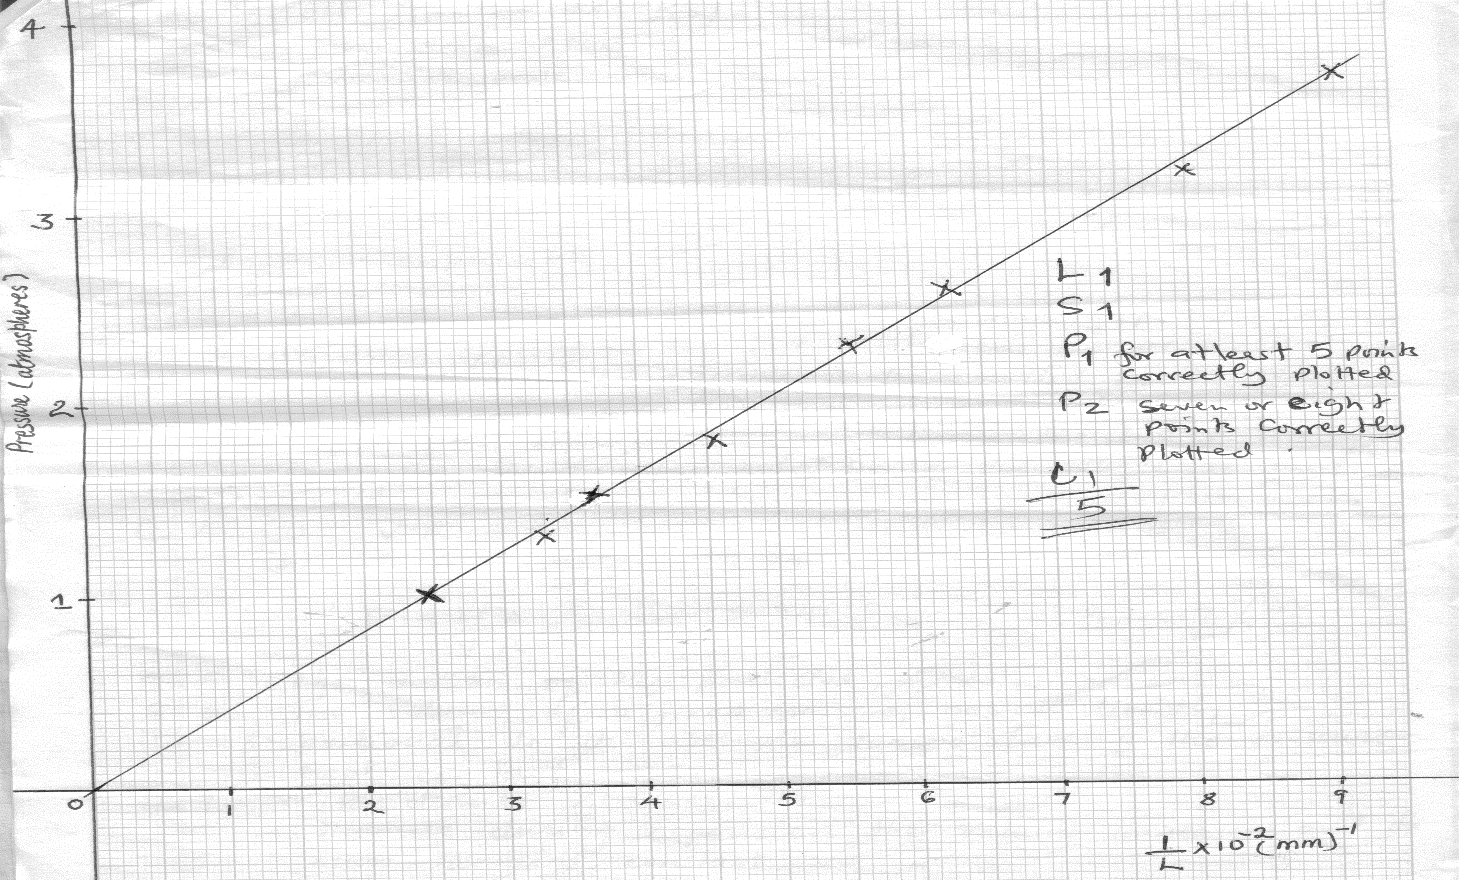 4
3
Pressure (atmospheres)
2
1
0
1
2
3
4
5
6
7
8
9
1/L × 10⁻² (mm)⁻¹
L 1
S 1
P1 for atleast 5 points
correctly plotted
P2 seven or eight
points correctly
plotted .
C1
5